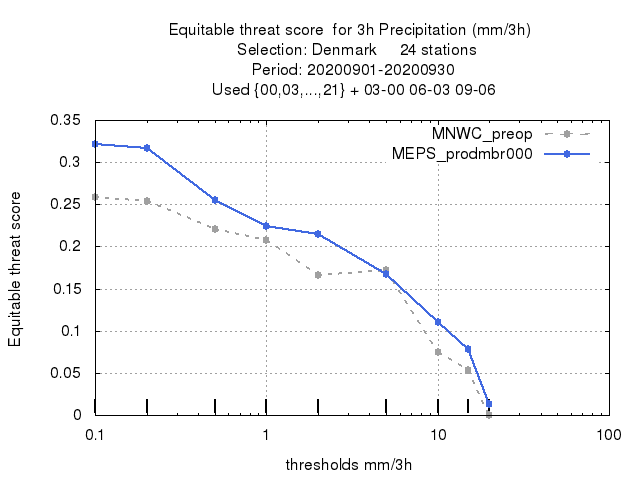 Equitable threat score  for 3h Precipitation (mm/3h)
Selection: Denmark     24 stations
Period: 20200901-20200930
Used {00,03,...,21} + 03-00 06-03 09-06
MNWC_preop
MEPS_prodmbr000
Equitable threat score
0.35
0.3
0.25
0.2
0.15
0.1
0.05
0
0.1 1 10 100
thresholds mm/3h